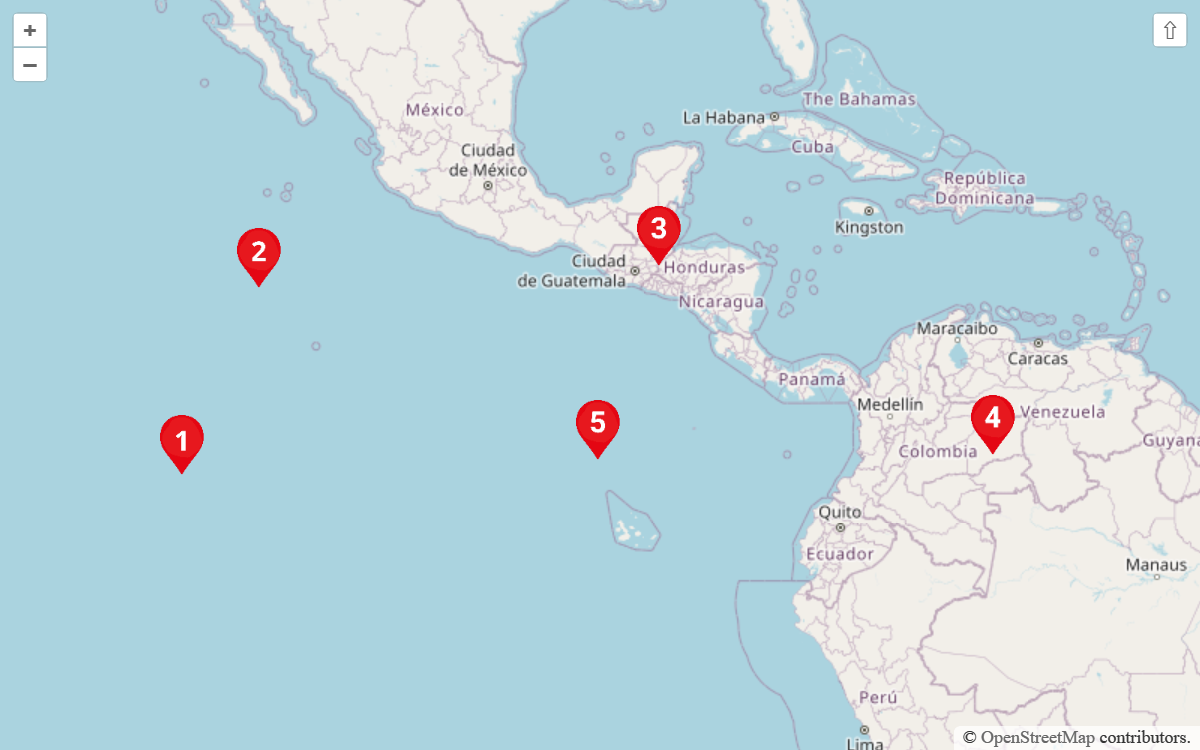 +
−
⇧
The Bahamas
México
La Habana
Cuba
Ciudad
de México
República
Dominicana
Kingston
3
2
Ciudad
de Guatemala
Honduras
Nicaragua
Maracaibo
Caracas
Panamá
Medellín
4
Venezuela
5
1
Guyana
Colombia
Quito
Ecuador
Manaus
Perú
Lima
© OpenStreetMap contributors.